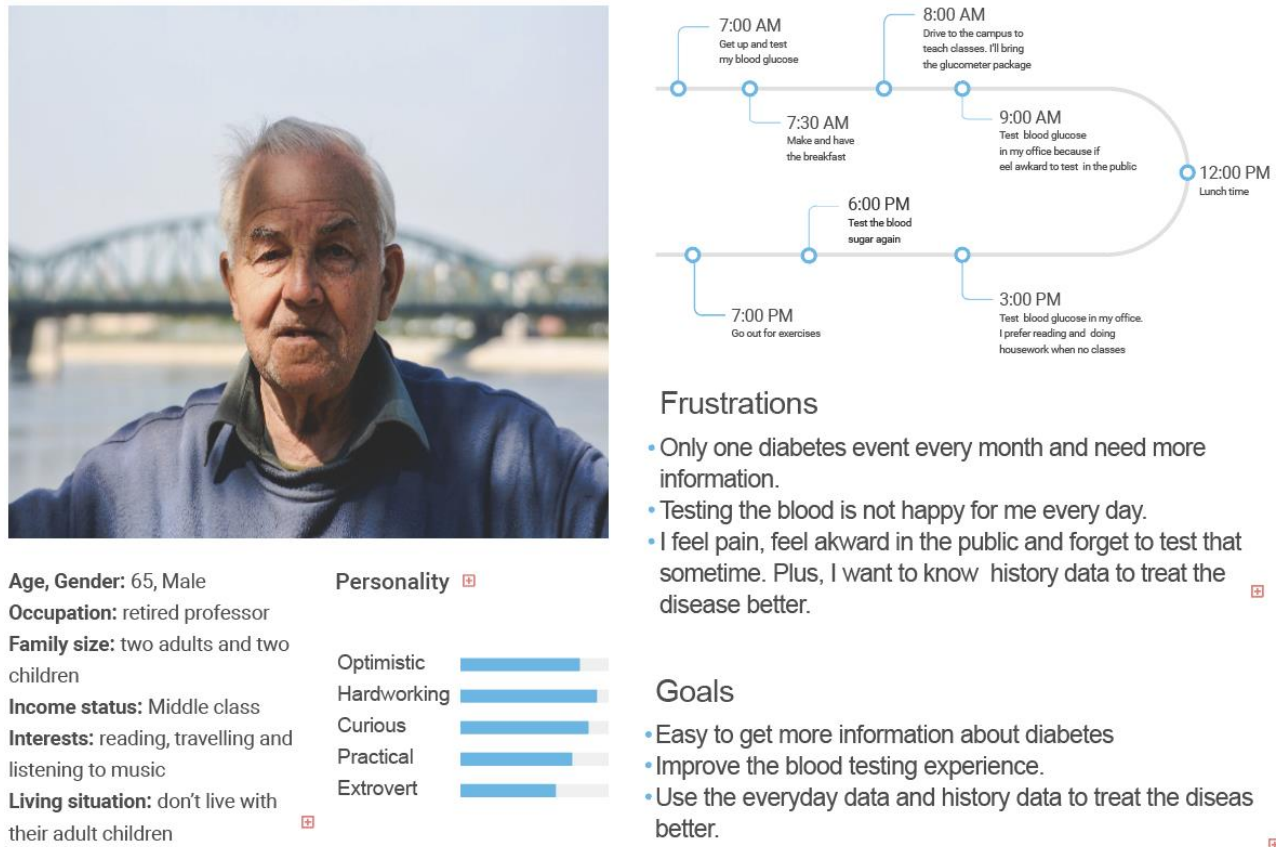 7:00 AM
Get up and test
my blood glucose
7:30 AM
Make and have
the breakfast
8:00 AM
Drive to the campus to
teach classes. I'll bring
the glucometer package
9:00 AM
Test blood glucose
in my office because if
eel awkard to test in the public
12:00 PM
Lunch time
3:00 PM
Test blood glucose in my office.
I prefer reading and doing
housework when no classes
6:00 PM
Test the blood
sugar again
7:00 PM
Go out for exercises
Age, Gender: 65, Male
Occupation: retired professor
Family size: two adults and two
children
Income status: Middle class
Interests: reading, travelling and
listening to music
Living situation: don't live with
their adult children
Personality
Optimistic
Hardworking
Curious
Practical
Extrovert
Frustrations
• Only one diabetes event every month and need more
information.
• Testing the blood is not happy for me every day.
• I feel pain, feel akward in the public and forget to test that
sometime. Plus, I want to know history data to treat the
disease better.
Goals
• Easy to get more information about diabetes
• Improve the blood testing experience.
• Use the everyday data and history data to treat the diseas
better.